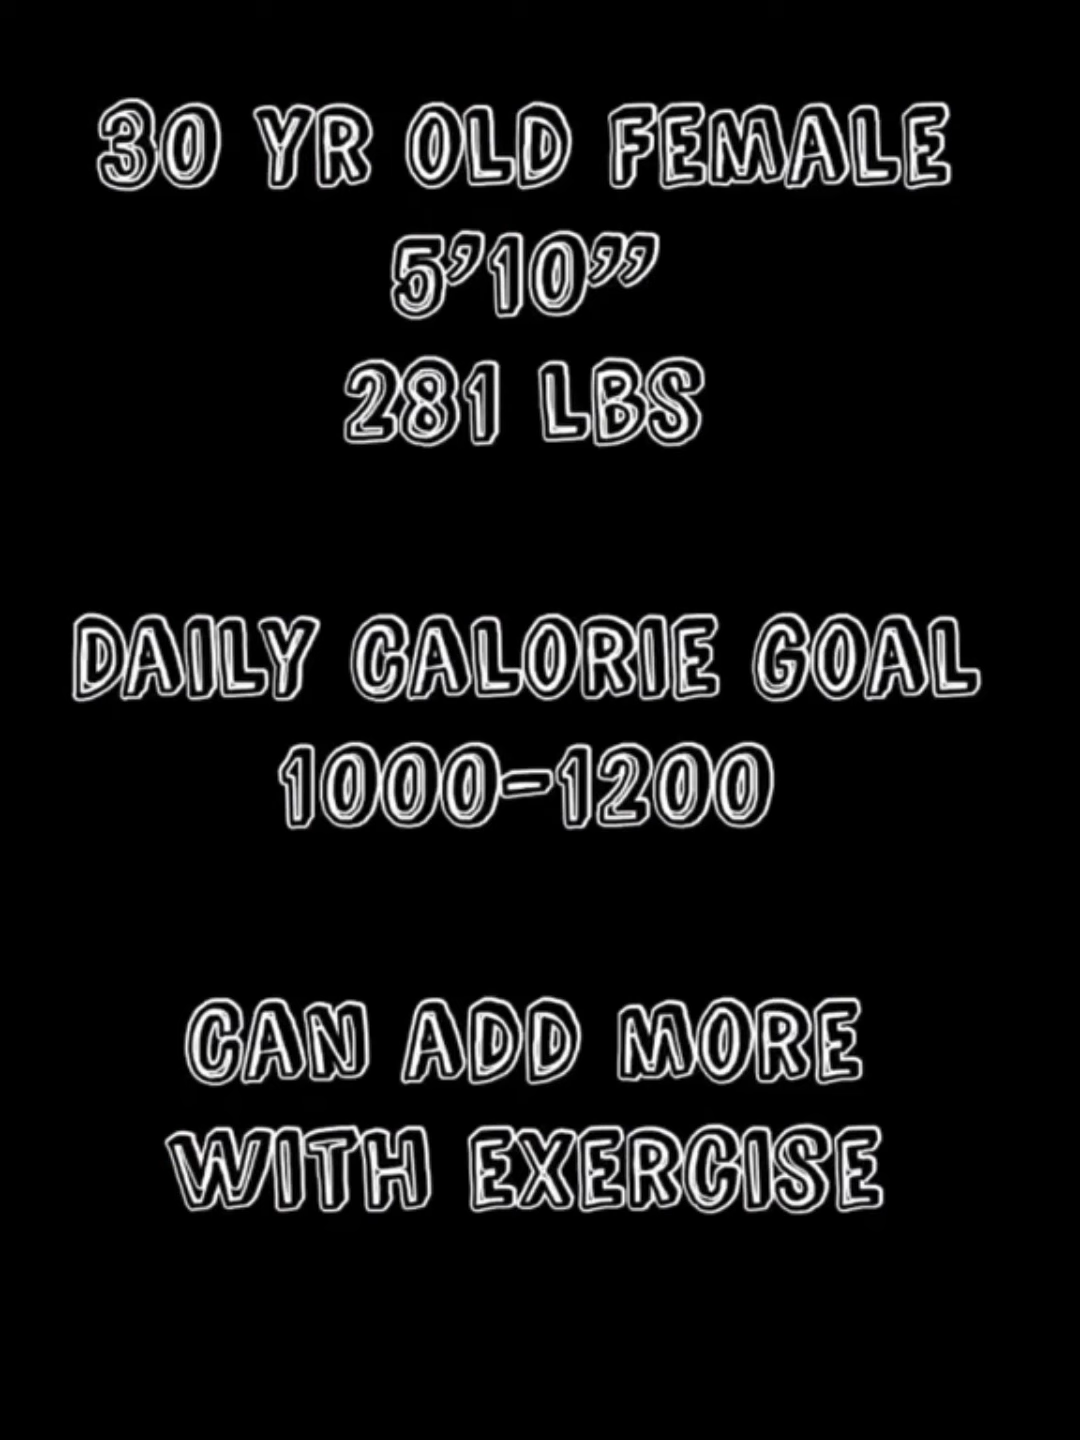 30 YR OLD FEMALE
5'10”
281 LBS
DAILY CALORIE GOAL
1000-1200
CAN ADD MORE
WITH EXERCISE